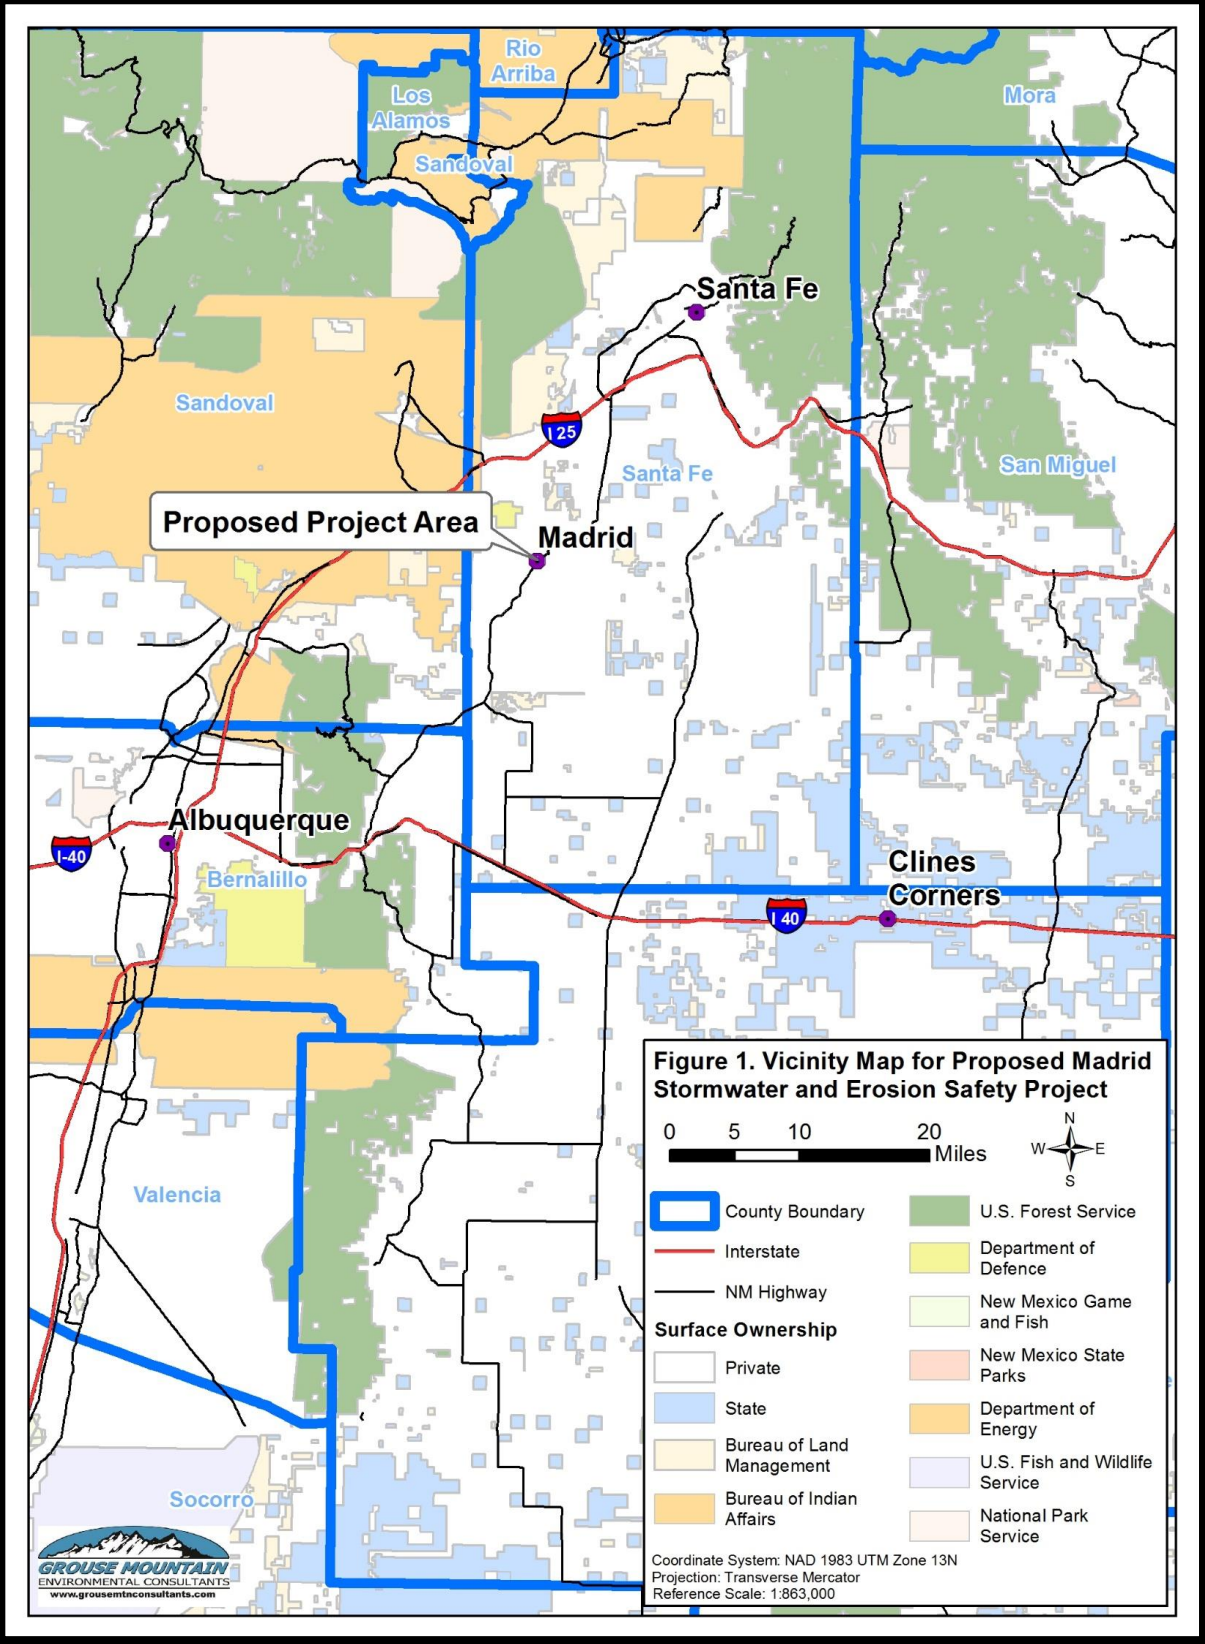 Rio
Arriba
Los
Alamos
Mora
Sandoval
Santa Fe
Sandoval
I 25
Santa Fe
San Miguel
Proposed Project Area
Madrid
Albuquerque
I-40
Bernalillo
Clines
Corners
I 40
Valencia
Socorro
GROUSE MOUNTAIN
ENVIRONMENTAL CONSULTANTS
www.grousemtnconsultants.com
Figure 1. Vicinity Map for Proposed Madrid
Stormwater and Erosion Safety Project
0 5 10 20
Miles
N
W E
S
County Boundary
Interstate
NM Highway
Surface Ownership
Private
State
Bureau of Land
Management
Bureau of Indian
Affairs
U.S. Forest Service
Department of
Defence
New Mexico Game
and Fish
New Mexico State
Parks
Department of
Energy
U.S. Fish and Wildlife
Service
National Park
Service
Coordinate System: NAD 1983 UTM Zone 13N
Projection: Transverse Mercator
Reference Scale: 1:863,000